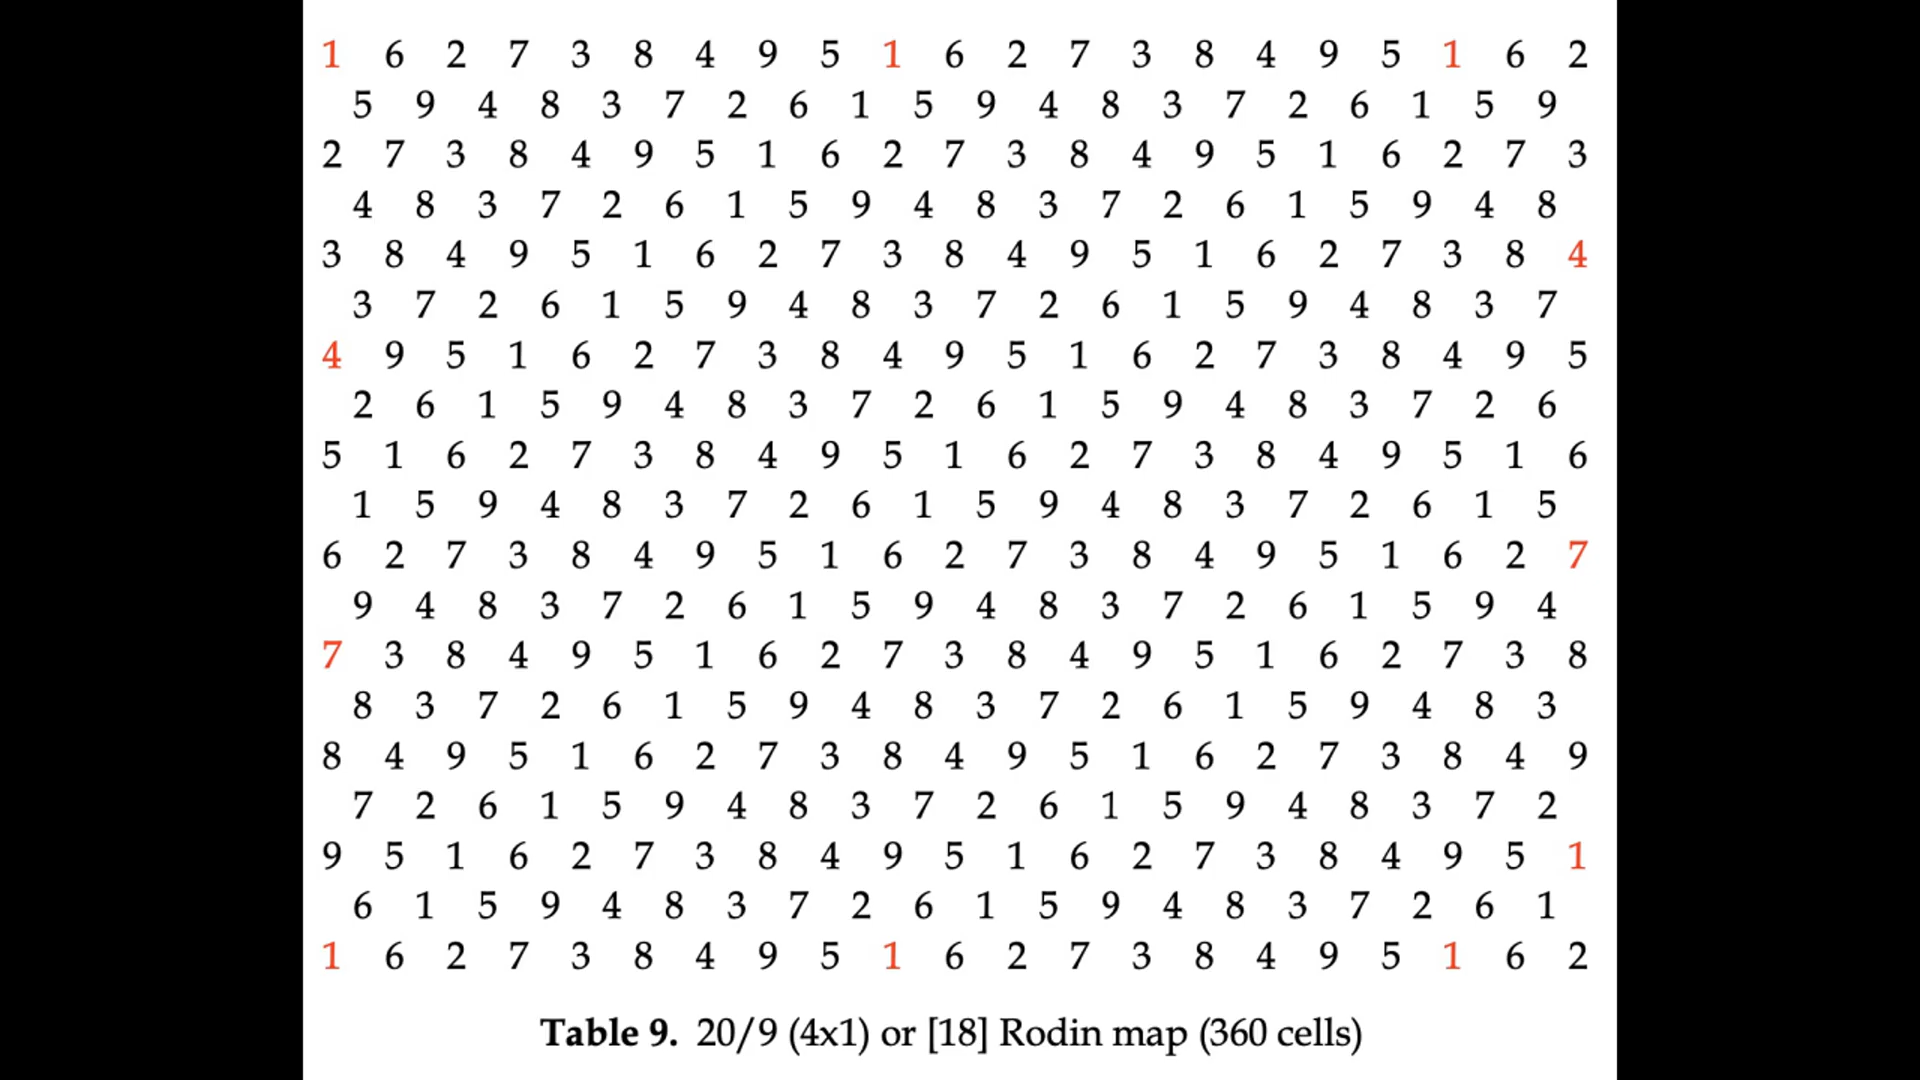 1 6 2 7 3 8 4 9 5 1 6 2 7 3 8 4 9 5 1 6 2
5 9 4 8 3 7 2 6 1 5 9 4 8 3 7 2 6 1 5 9
2 7 3 8 4 9 5 1 6 2 7 3 8 4 9 5 1 6 2 7 3
4 8 3 7 2 6 1 5 9 4 8 3 7 2 6 1 5 9 4 8
3 8 4 9 5 1 6 2 7 3 8 4 9 5 1 6 2 7 3 8 4
3 7 2 6 1 5 9 4 8 3 7 2 6 1 5 9 4 8 3 7
4 9 5 1 6 2 7 3 8 4 9 5 1 6 2 7 3 8 4 9 5
2 6 1 5 9 4 8 3 7 2 6 1 5 9 4 8 3 7 2 6
5 1 6 2 7 3 8 4 9 5 1 6 2 7 3 8 4 9 5 1 6
1 5 9 4 8 3 7 2 6 1 5 9 4 8 3 7 2 6 1 5
6 2 7 3 8 4 9 5 1 6 2 7 3 8 4 9 5 1 6 2 7
9 4 8 3 7 2 6 1 5 9 4 8 3 7 2 6 1 5 9 4
7 3 8 4 9 5 1 6 2 7 3 8 4 9 5 1 6 2 7 3 8
8 3 7 2 6 1 5 9 4 8 3 7 2 6 1 5 9 4 8 3
8 4 9 5 1 6 2 7 3 8 4 9 5 1 6 2 7 3 8 4 9
7 2 6 1 5 9 4 8 3 7 2 6 1 5 9 4 8 3 7 2
9 5 1 6 2 7 3 8 4 9 5 1 6 2 7 3 8 4 9 5 1
6 1 5 9 4 8 3 7 2 6 1 5 9 4 8 3 7 2 6 1
1 6 2 7 3 8 4 9 5 1 6 2 7 3 8 4 9 5 1 6 2
Table 9. 20/9 (4x1) or [18] Rodin map (360 cells)